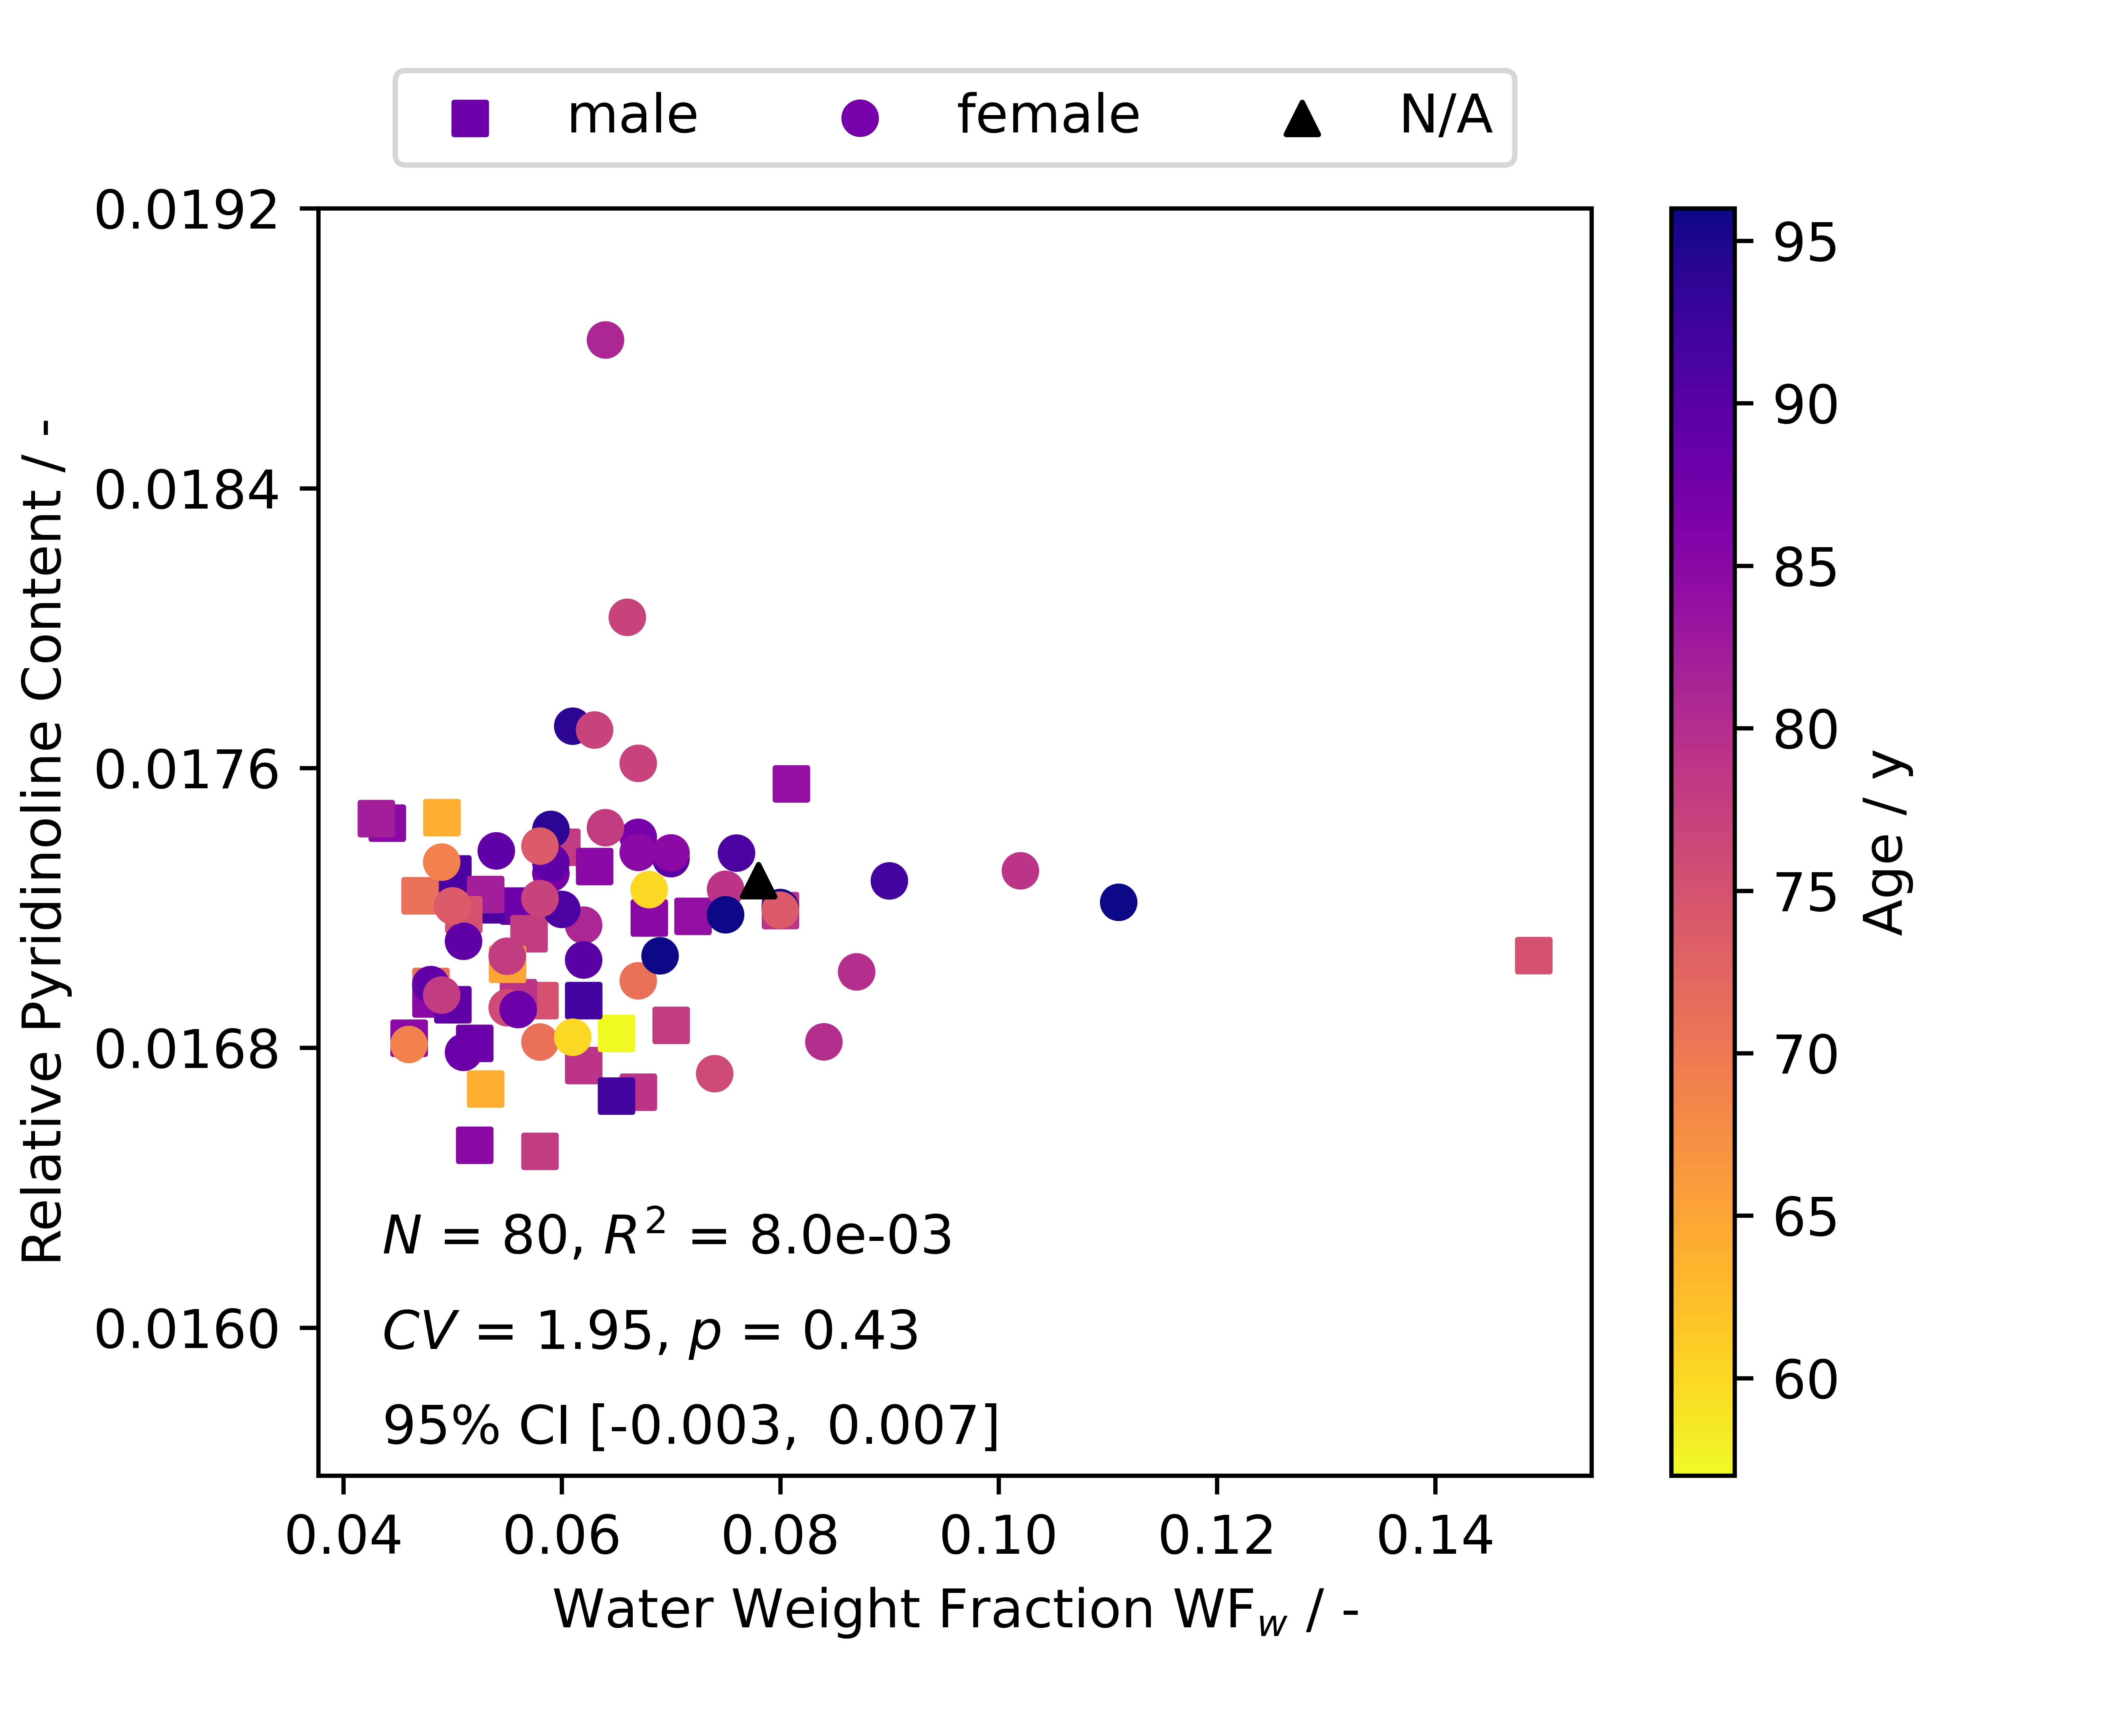 male female N/A
0.0192
0.0184
0.0176
0.0168
0.0160
Relative Pyridinoline Content / -
N = 80, R² = 8.0e-03
CV = 1.95, p = 0.43
95% CI [-0.003, 0.007]
0.04 0.06 0.08 0.10 0.12 0.14
Water Weight Fraction WF_w / -
95
90
85
80
75
70
65
60
Age / y